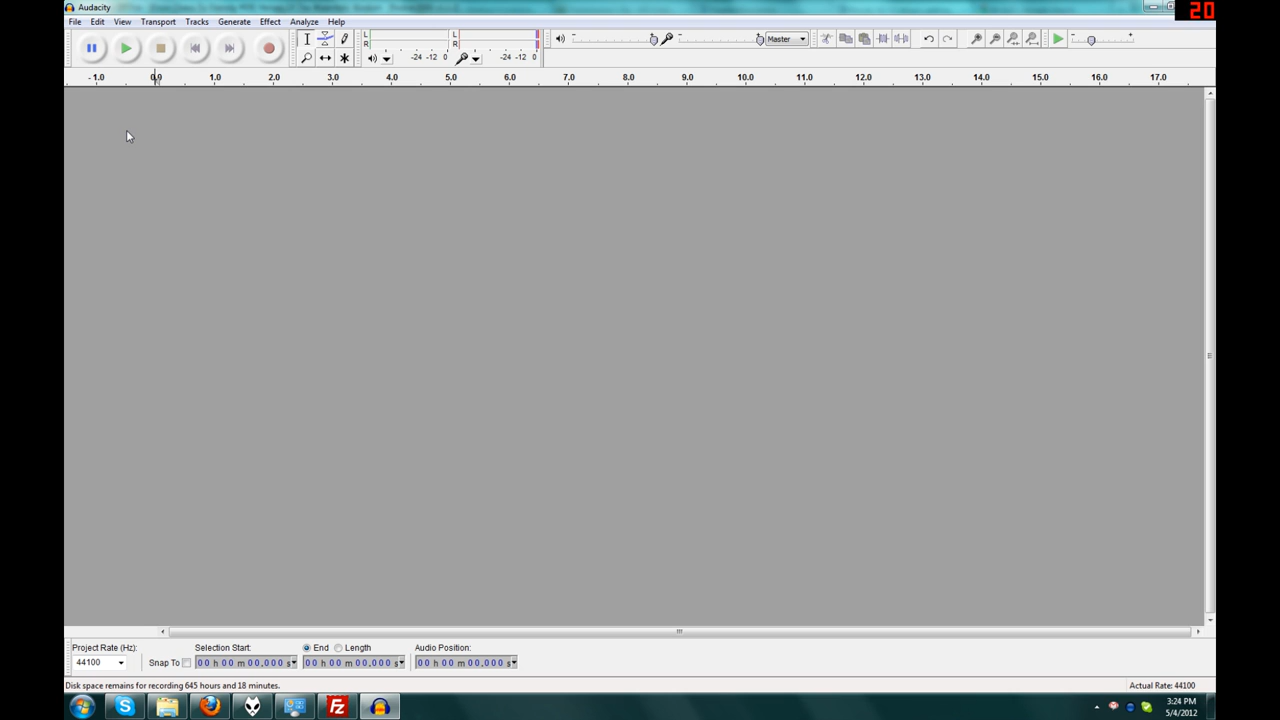 Audacity
20
File Edit View Transport Tracks Generate Effect Analyze Help
L L
R R
Master
-24 -12 0 -24 -12 0
- 1.0 0.0 1.0 2.0 3.0 4.0 5.0 6.0 7.0 8.0 9.0 10.0 11.0 12.0 13.0 14.0 15.0 16.0 17.0
Project Rate (Hz): Selection Start: End Length Audio Position:
44100 Snap To 00 h 00 m 00,000 s 00 h 00 m 00,000 s 00 h 00 m 00,000 s
Disk space remains for recording 645 hours and 18 minutes. Actual Rate: 44100
3:24 PM
5/4/2012